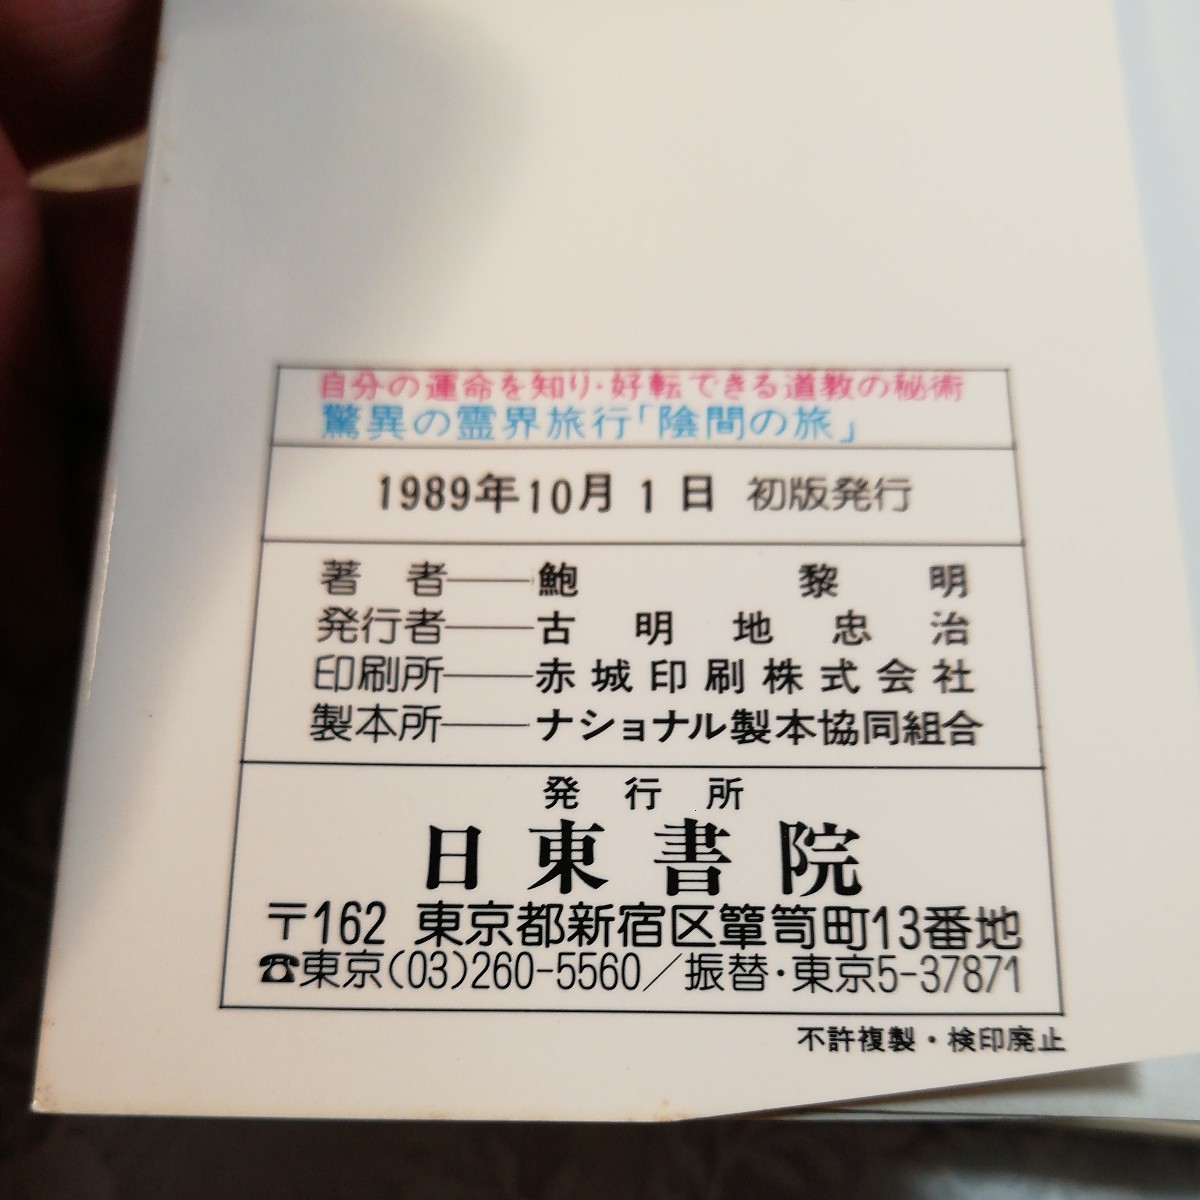 自分の運命を知り・好転できる道教の秘術
驚異の霊界旅行「陰間の旅」
1989年10月1日 初版発行
著者――鮑黎明
発行者――古明地忠治
印刷所――赤城印刷株式会社
製本所――ナショナル製本協同組合
発行所
日東書院
〒162 東京都新宿区簞笥町13番地
☎東京(03)260-5560/振替・東京5-37871
不許複製・検印廃止